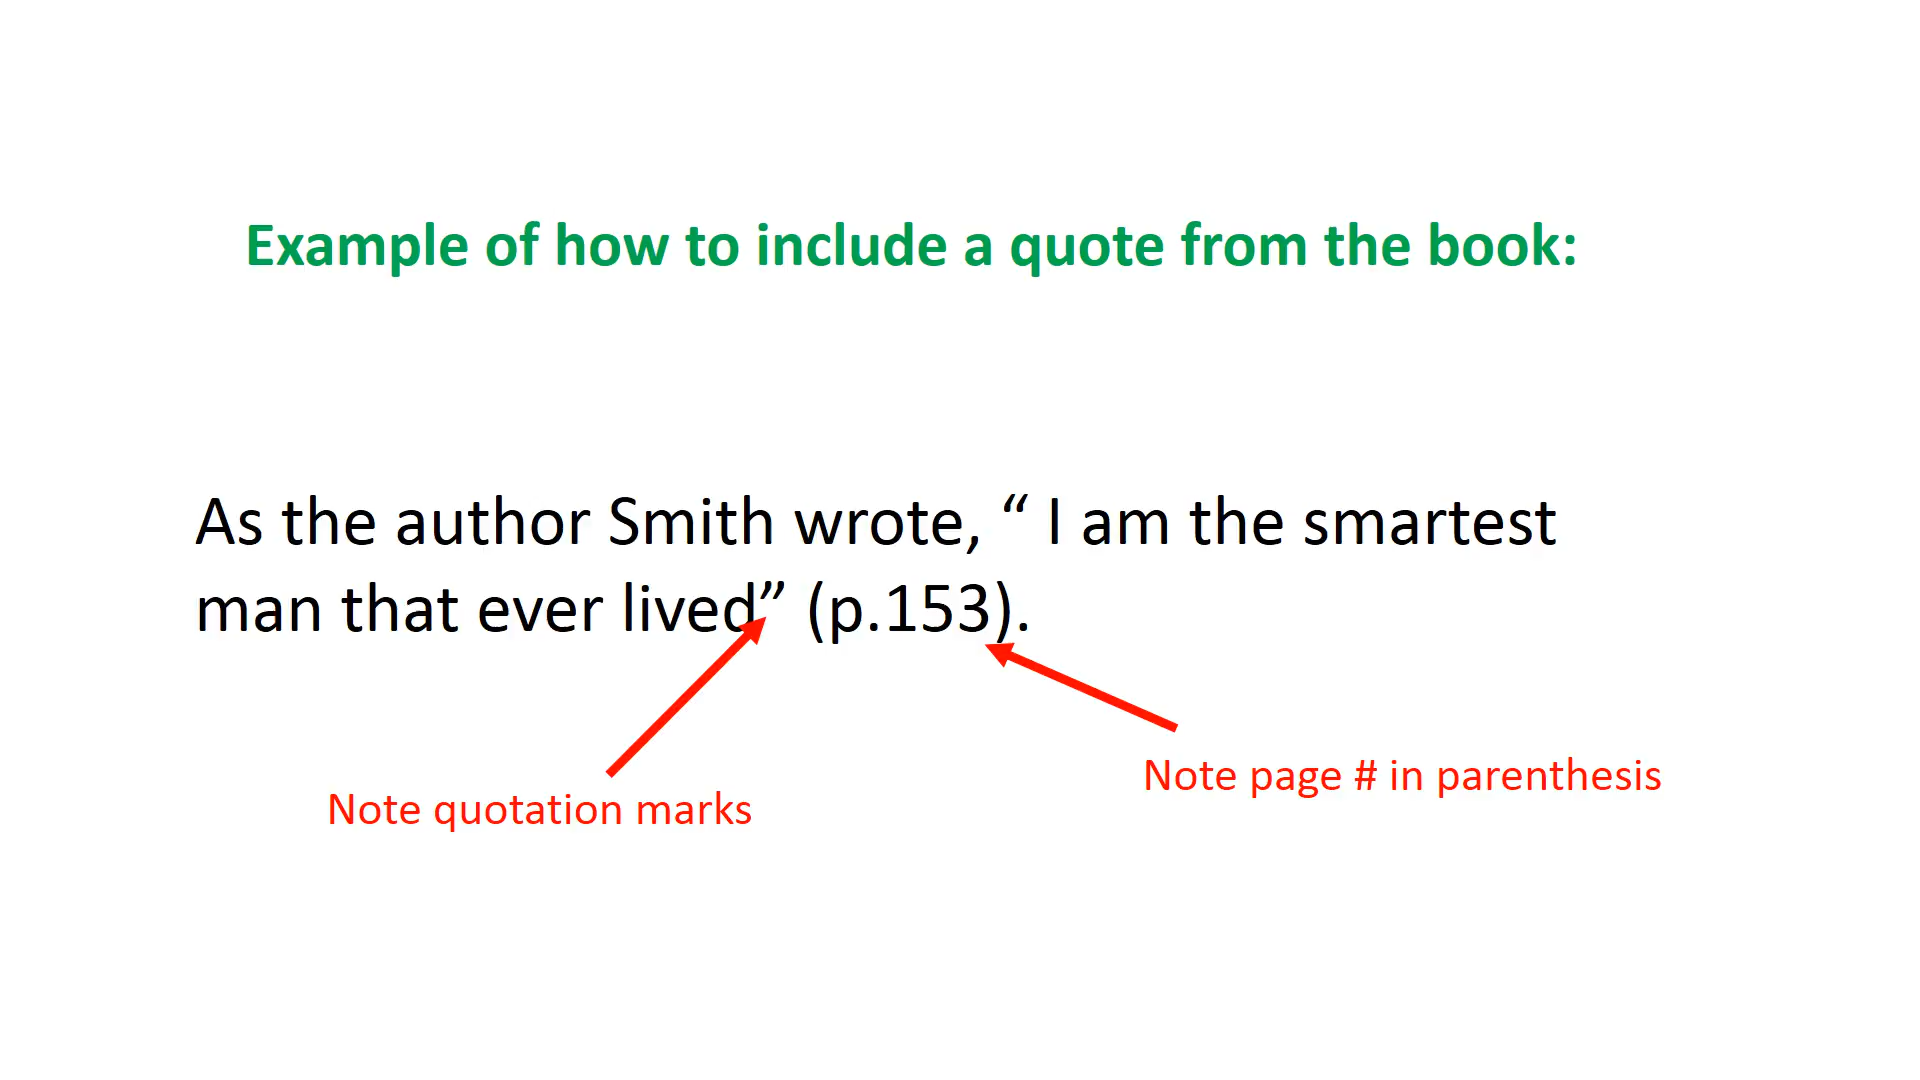 Example of how to include a quote from the book:
As the author Smith wrote, “ I am the smartest
man that ever lived” (p.153).
Note page # in parenthesis
Note quotation marks